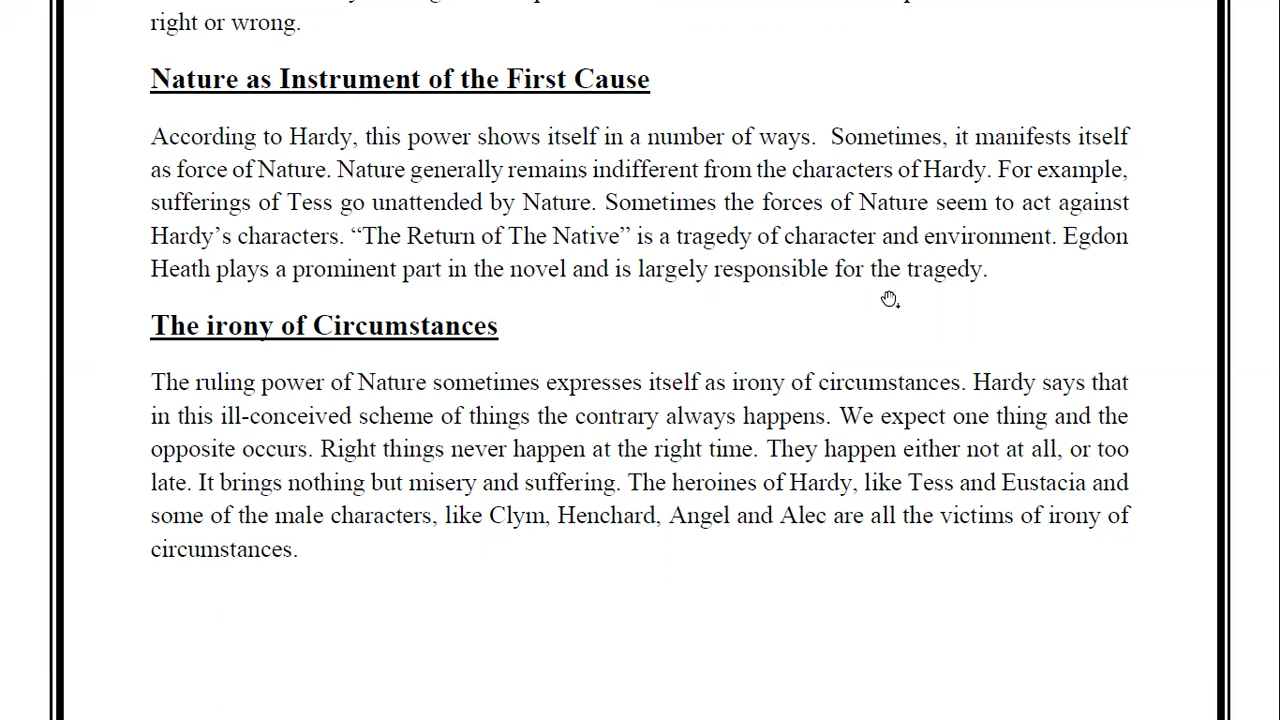 right or wrong.
Nature as Instrument of the First Cause
According to Hardy, this power shows itself in a number of ways.  Sometimes, it manifests itself
as force of Nature. Nature generally remains indifferent from the characters of Hardy. For example,
sufferings of Tess go unattended by Nature. Sometimes the forces of Nature seem to act against
Hardy’s characters. “The Return of The Native” is a tragedy of character and environment. Egdon
Heath plays a prominent part in the novel and is largely responsible for the tragedy.
The irony of Circumstances
The ruling power of Nature sometimes expresses itself as irony of circumstances. Hardy says that
in this ill-conceived scheme of things the contrary always happens. We expect one thing and the
opposite occurs. Right things never happen at the right time. They happen either not at all, or too
late. It brings nothing but misery and suffering. The heroines of Hardy, like Tess and Eustacia and
some of the male characters, like Clym, Henchard, Angel and Alec are all the victims of irony of
circumstances.